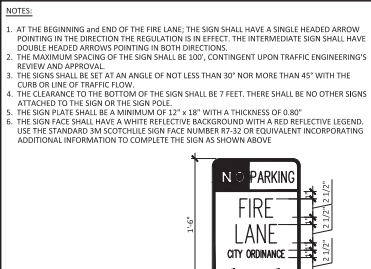 NOTES:
1. AT THE BEGINNING and END OF THE FIRE LANE; THE SIGN SHALL HAVE A SINGLE HEADED ARROW
POINTING IN THE DIRECTION THE REGULATION IS IN EFFECT. THE INTERMEDIATE SIGN SHALL HAVE
DOUBLE HEADED ARROWS POINTING IN BOTH DIRECTIONS.
2. THE MAXIMUM SPACING OF THE SIGN SHALL BE 100', CONTINGENT UPON TRAFFIC ENGINEERING'S
REVIEW AND APPROVAL.
3. THE SIGNS SHALL BE SET AT AN ANGLE OF NOT LESS THAN 30° NOR MORE THAN 45° WITH THE
CURB OR LINE OF TRAFFIC FLOW.
4. THE CLEARANCE TO THE BOTTOM OF THE SIGN SHALL BE 7 FEET. THERE SHALL BE NO OTHER SIGNS
ATTACHED TO THE SIGN OR THE SIGN POLE.
5. THE SIGN PLATE SHALL BE A MINIMUM OF 12" x 18" WITH A THICKNESS OF 0.80"
6. THE SIGN FACE SHALL HAVE A WHITE REFLECTIVE BACKGROUND WITH A RED REFLECTIVE LEGEND.
USE THE STANDARD 3M SCOTCHLILE SIGN FACE NUMBER R7-32 OR EQUIVALENT INCORPORATING
ADDITIONAL INFORMATION TO COMPLETE THE SIGN AS SHOWN ABOVE
NO PARKING
FIRE
LANE
CITY ORDINANCE
1'-6"
2 1/2"
2 1/2"
2 1/2"